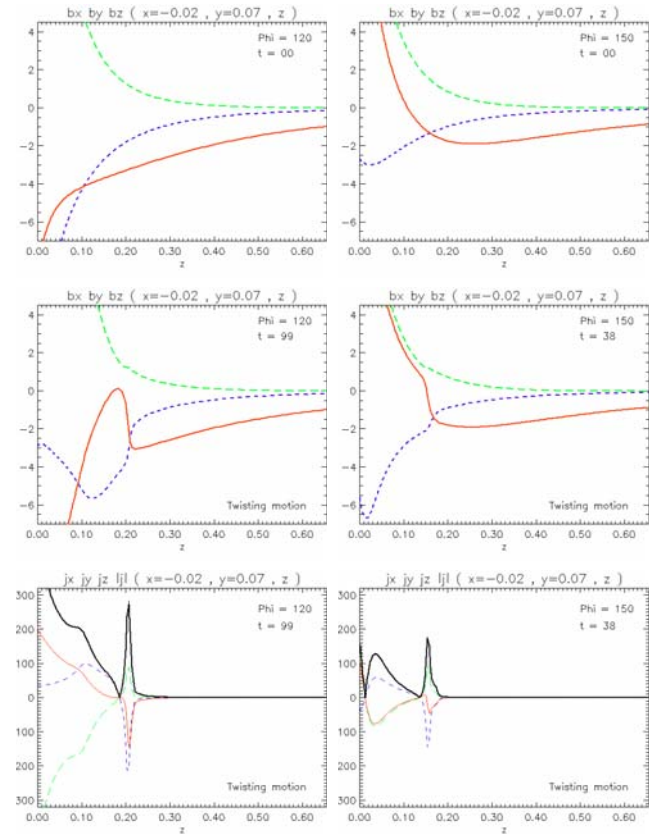 bx by bz ( x=−0.02 , y=0.07 , z )
Phi = 120
t = 00
4
2
0
−2
−4
−6
0.00 0.10 0.20 0.30 0.40 0.50 0.60
z
bx by bz ( x=−0.02 , y=0.07 , z )
Phi = 150
t = 00
4
2
0
−2
−4
−6
0.00 0.10 0.20 0.30 0.40 0.50 0.60
z
bx by bz ( x=−0.02 , y=0.07 , z )
Phi = 120
t = 99
4
2
0
−2
−4
−6
Twisting motion
0.00 0.10 0.20 0.30 0.40 0.50 0.60
z
bx by bz ( x=−0.02 , y=0.07 , z )
Phi = 150
t = 38
4
2
0
−2
−4
−6
Twisting motion
0.00 0.10 0.20 0.30 0.40 0.50 0.60
z
jx jy jz ljl ( x=−0.02 , y=0.07 , z )
Phi = 120
t = 99
300
200
100
0
100
200
300
Twisting motion
0.00 0.10 0.20 0.30 0.40 0.50 0.60
z
jx jy jz ljl ( x=−0.02 , y=0.07 , z )
Phi = 150
t = 38
300
200
100
0
100
200
300
Twisting motion
0.00 0.10 0.20 0.30 0.40 0.50 0.60
z